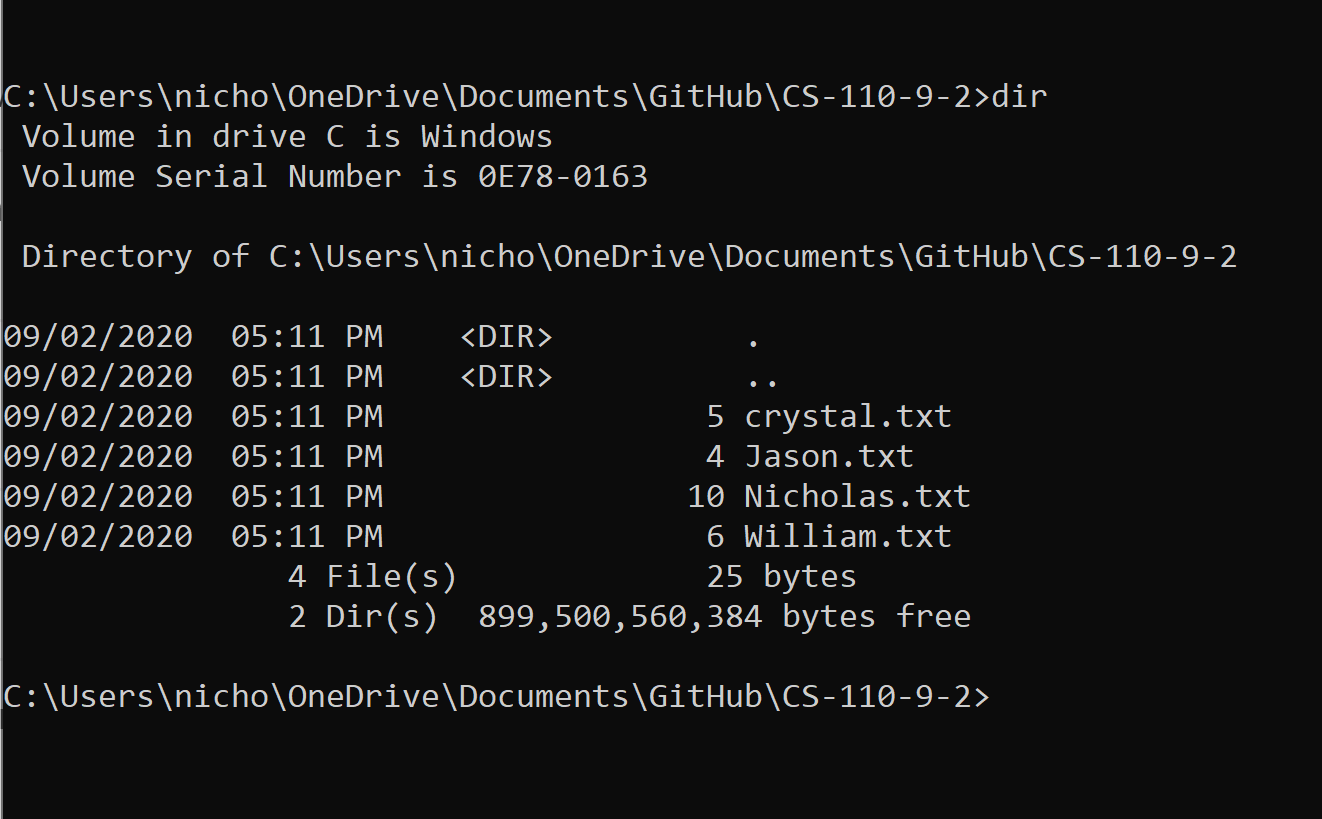 C:\Users\nicho\OneDrive\Documents\GitHub\CS-110-9-2>dir
 Volume in drive C is Windows
 Volume Serial Number is 0E78-0163

 Directory of C:\Users\nicho\OneDrive\Documents\GitHub\CS-110-9-2

09/02/2020  05:11 PM    <DIR>          .
09/02/2020  05:11 PM    <DIR>          ..
09/02/2020  05:11 PM                 5 crystal.txt
09/02/2020  05:11 PM                 4 Jason.txt
09/02/2020  05:11 PM                10 Nicholas.txt
09/02/2020  05:11 PM                 6 William.txt
               4 File(s)             25 bytes
               2 Dir(s)  899,500,560,384 bytes free

C:\Users\nicho\OneDrive\Documents\GitHub\CS-110-9-2>